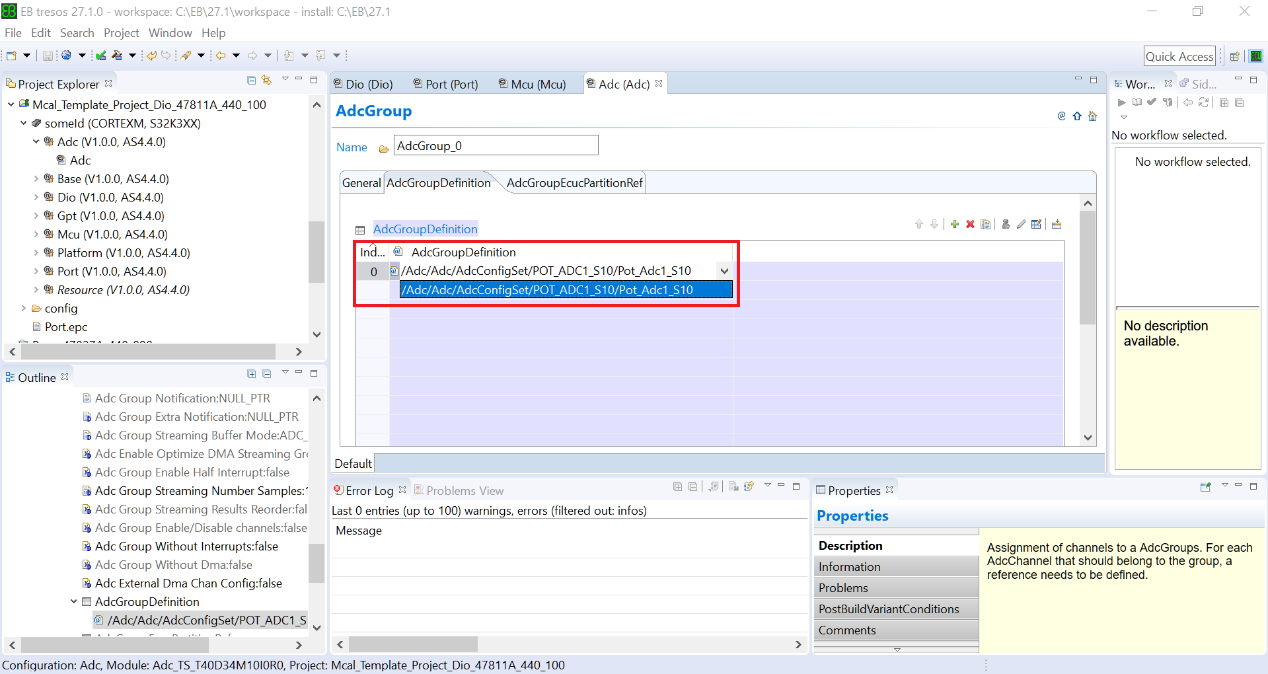 EB tresos 27.1.0 - workspace: C:\EB\27.1\workspace - install: C:\EB\27.1
File Edit Search Project Window Help
Quick Access
Project Explorer
Mcal_Template_Project_Dio_47811A_440_100
someId (CORTEXM, S32K3XX)
Adc (V1.0.0, AS4.4.0)
Adc
Base (V1.0.0, AS4.4.0)
Dio (V1.0.0, AS4.4.0)
Gpt (V1.0.0, AS4.4.0)
Mcu (V1.0.0, AS4.4.0)
Platform (V1.0.0, AS4.4.0)
Port (V1.0.0, AS4.4.0)
Resource (V1.0.0, AS4.4.0)
config
Port.epc
Outline
Adc Group Notification:NULL_PTR
Adc Group Extra Notification:NULL_PTR
Adc Group Streaming Buffer Mode:ADC_
Adc Enable Optimize DMA Streaming Gr
Adc Group Enable Half Interrupt:false
Adc Group Streaming Number Samples:
Adc Group Streaming Results Reorder:fal
Adc Group Enable/Disable channels:false
Adc Group Without Interrupts:false
Adc Group Without Dma:false
Adc External Dma Chan Config:false
AdcGroupDefinition
/Adc/Adc/AdcConfigSet/POT_ADC1_S
Dio (Dio) Port (Port) Mcu (Mcu) Adc (Adc)
AdcGroup
Name AdcGroup_0
General AdcGroupDefinition AdcGroupEcucPartitionRef
AdcGroupDefinition
Ind... AdcGroupDefinition
0 /Adc/Adc/AdcConfigSet/POT_ADC1_S10/Pot_Adc1_S10
/Adc/Adc/AdcConfigSet/POT_ADC1_S10/Pot_Adc1_S10
Default
Error Log Problems View
Last 0 entries (up to 100) warnings, errors (filtered out: infos)
Message
Wor... Sid...
No workflow selected.
No workflow selected.
No description
available.
Properties
Properties
Description
Information
Problems
PostBuildVariantConditions
Comments
Assignment of channels to a AdcGroups. For each
AdcChannel that should belong to the group, a
reference needs to be defined.
Configuration: Adc, Module: Adc_TS_T40D34M10I0R0, Project: Mcal_Template_Project_Dio_47811A_440_100